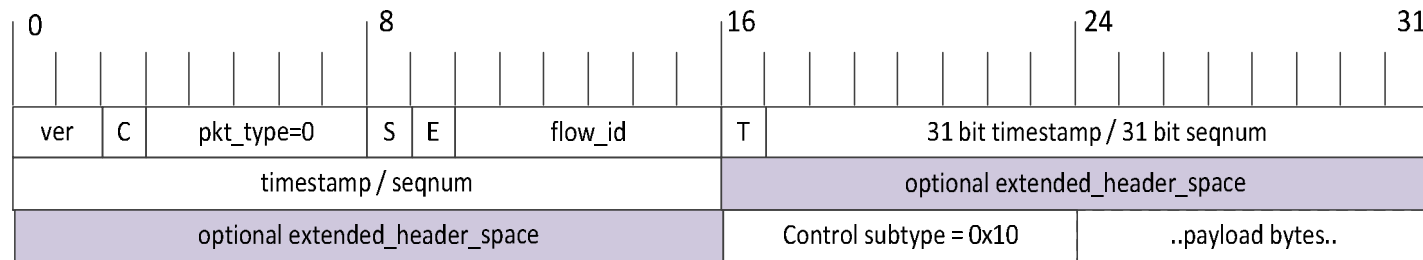 0 8 16 24 31
ver C pkt_type=0 S E flow_id T 31 bit timestamp / 31 bit seqnum
timestamp / seqnum optional extended_header_space
optional extended_header_space Control subtype = 0x10 ..payload bytes..